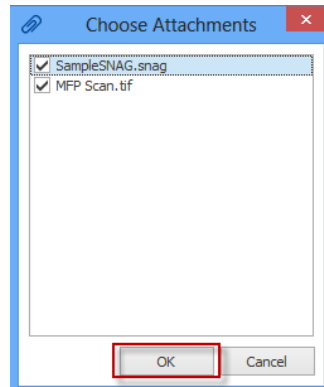 Choose Attachments
SampleSNAG.snag
MFP Scan.tif
OK
Cancel